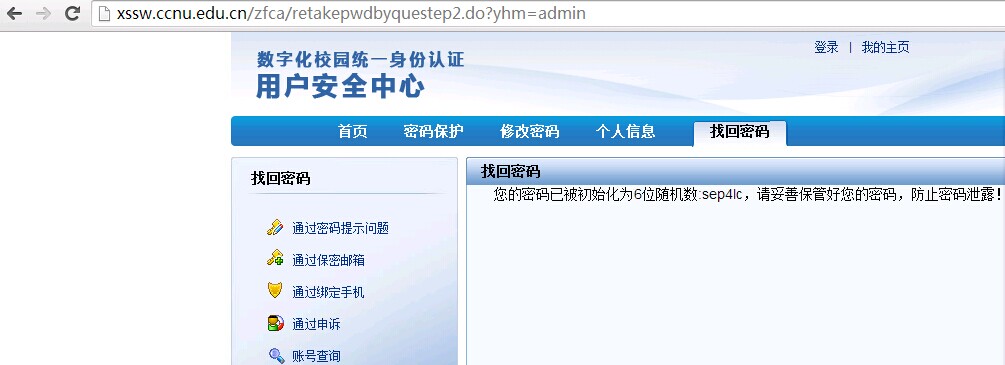 xssw.ccnu.edu.cn/zfca/retakepwdbyquestep2.do?yhm=admin
登录 | 我的主页
数字化校园统一身份认证
用户安全中心
首页 密码保护 修改密码 个人信息 找回密码
找回密码
通过密码提示问题
通过保密邮箱
通过绑定手机
通过申诉
账号查询
找回密码
您的密码已被初始化为6位随机数:sep4lc，请妥善保管好您的密码，防止密码泄露!